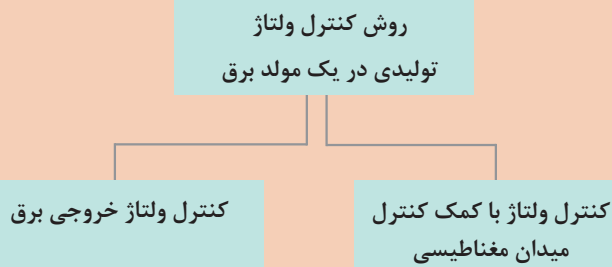 روش کنترل ولتاژ
تولیدی در یک مولد برق
کنترل ولتاژ با کمک کنترل
میدان مغناطیسی
کنترل ولتاژ خروجی برق